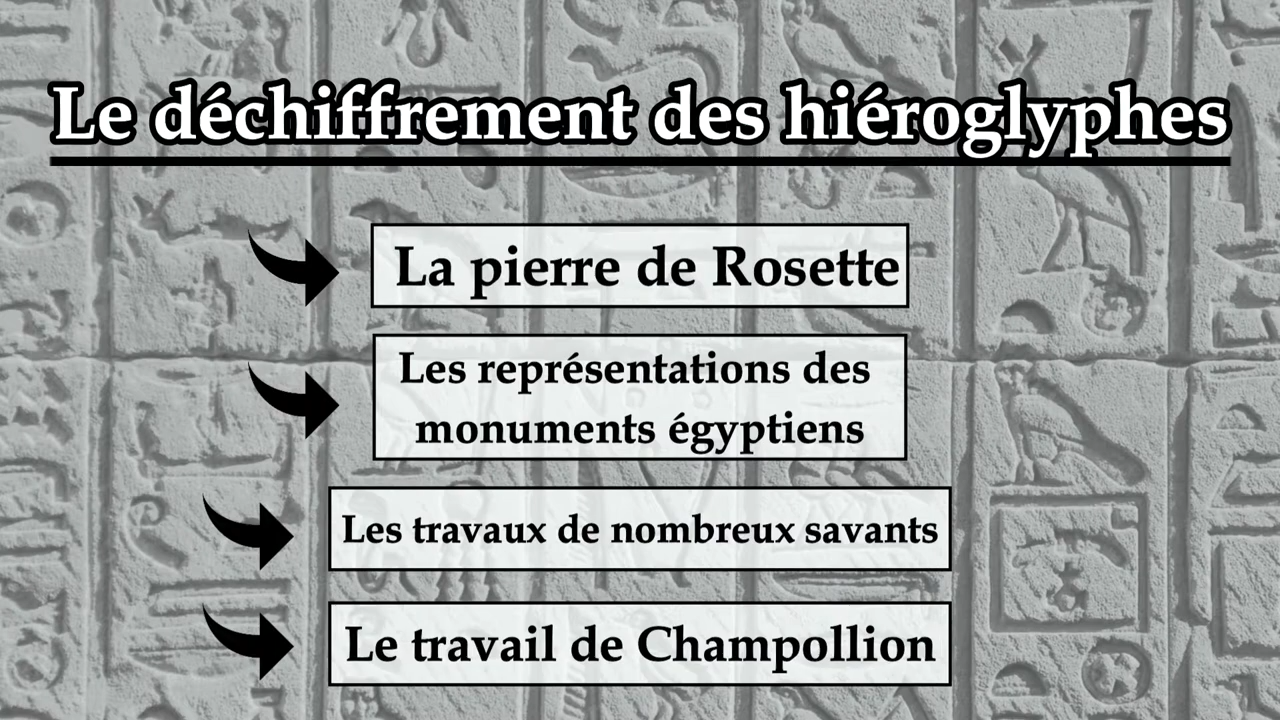 Le déchiffrement des hiéroglyphes
La pierre de Rosette
Les représentations des
monuments égyptiens
Les travaux de nombreux savants
Le travail de Champollion